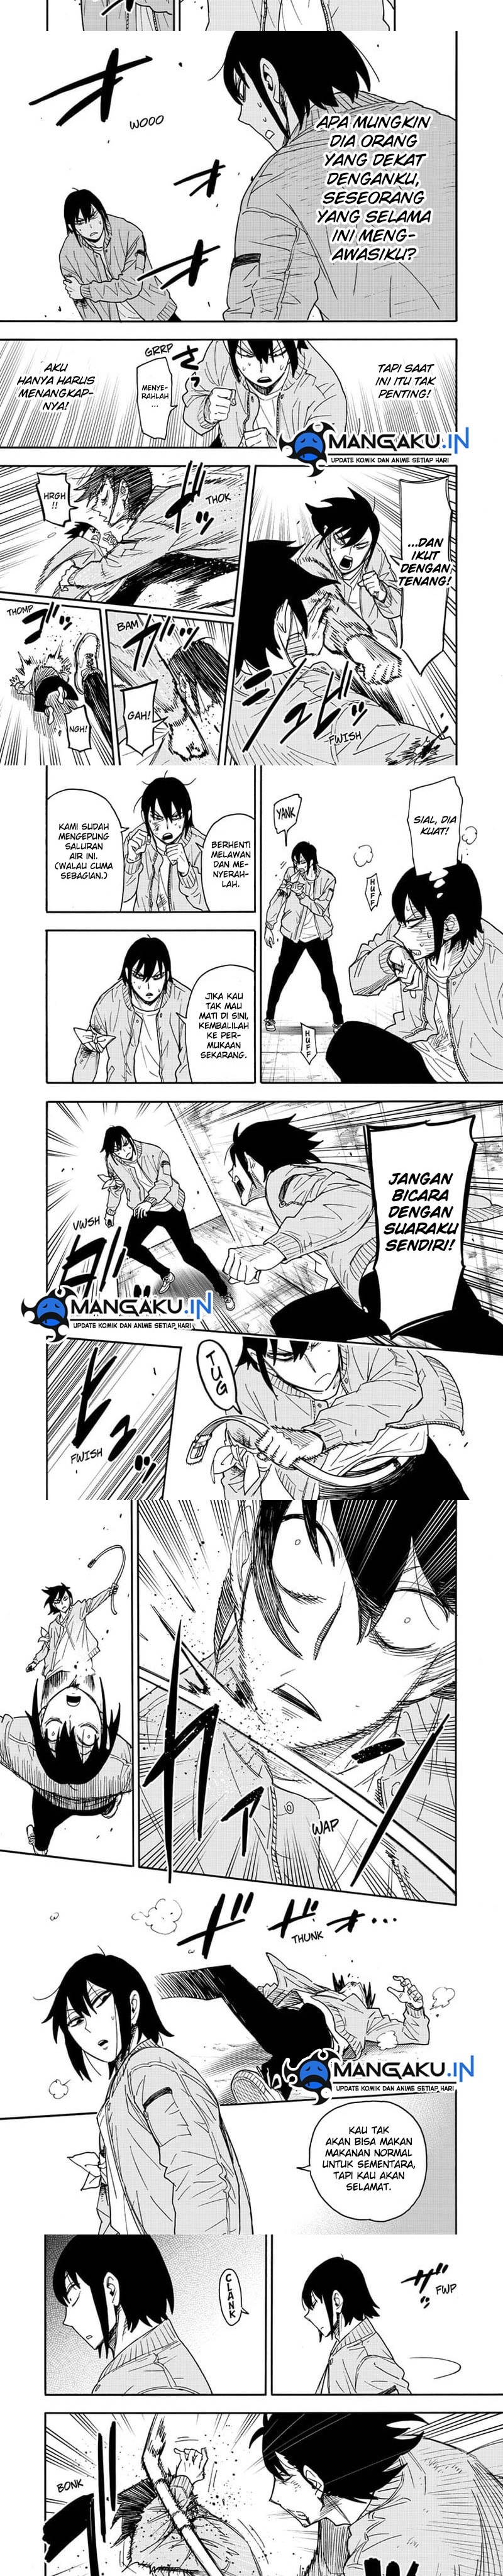 WOOO
APA MUNGKIN
DIA ORANG
YANG DEKAT
DENGANKU,
SESEORANG
YANG SELAMA
INI MENG-
AWASIKU?
TAPI SAAT
INI ITU TAK
PENTING!
GRRP
MENYE-
RAHLAH
...
AKU
HANYA HARUS
MENANGKAP-
NYA!
MANGAKU.IN
UPDATE KOMIK DAN ANIME SETIAP HARI
...DAN
IKUT
DENGAN
TENANG!
FWISH
THOK
HRGH
!!
BAM
GAH!
THOMP
NGH!
SIAL, DIA
KUAT!
YANK
HUFF
HUFF
BERHENTI
MELAWAN
DAN ME-
NYERAH-
LAH.
KAMI SUDAH
MENGEPUNG
SALURAN
AIR INI.
(WALAU CUMA
SEBAGIAN.)
JIKA KAU
TAK MAU
MATI DI SINI,
KEMBALILAH
KE PER-
MUKAAN
SEKARANG.
JANGAN
BICARA
DENGAN
SUARAKU
SENDIRI!
VWSH
MANGAKU.IN
UPDATE KOMIK DAN ANIME SETIAP HARI
TUG
FWISH
WAP
THUNK
MANGAKU.IN
UPDATE KOMIK DAN ANIME SETIAP HARI
KAU TAK
AKAN BISA MAKAN
MAKANAN NORMAL
UNTUK SEMENTARA,
TAPI KAU AKAN
SELAMAT.
FWP
CLANK
BONK